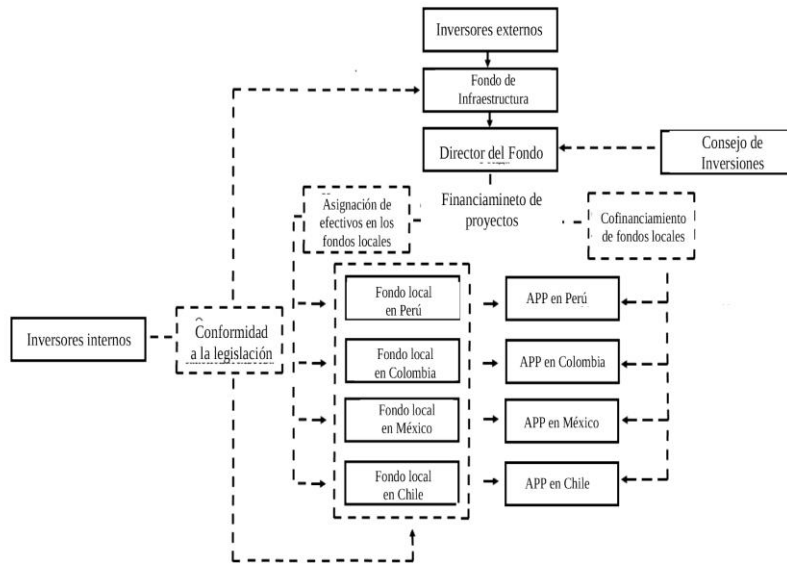 Inversores externos
Fondo de
Infraestructura
Director del Fondo
Consejo de
Inversiones
Asignación de
efectivos en los
fondos locales
Financiamineto de
proyectos
Cofinanciamiento
de fondos locales
Inversores internos
Conformidad
a la legislación
Fondo local
en Perú
APP en Perú
Fondo local
en Colombia
APP en Colombia
Fondo local
en México
APP en México
Fondo local
en Chile
APP en Chile